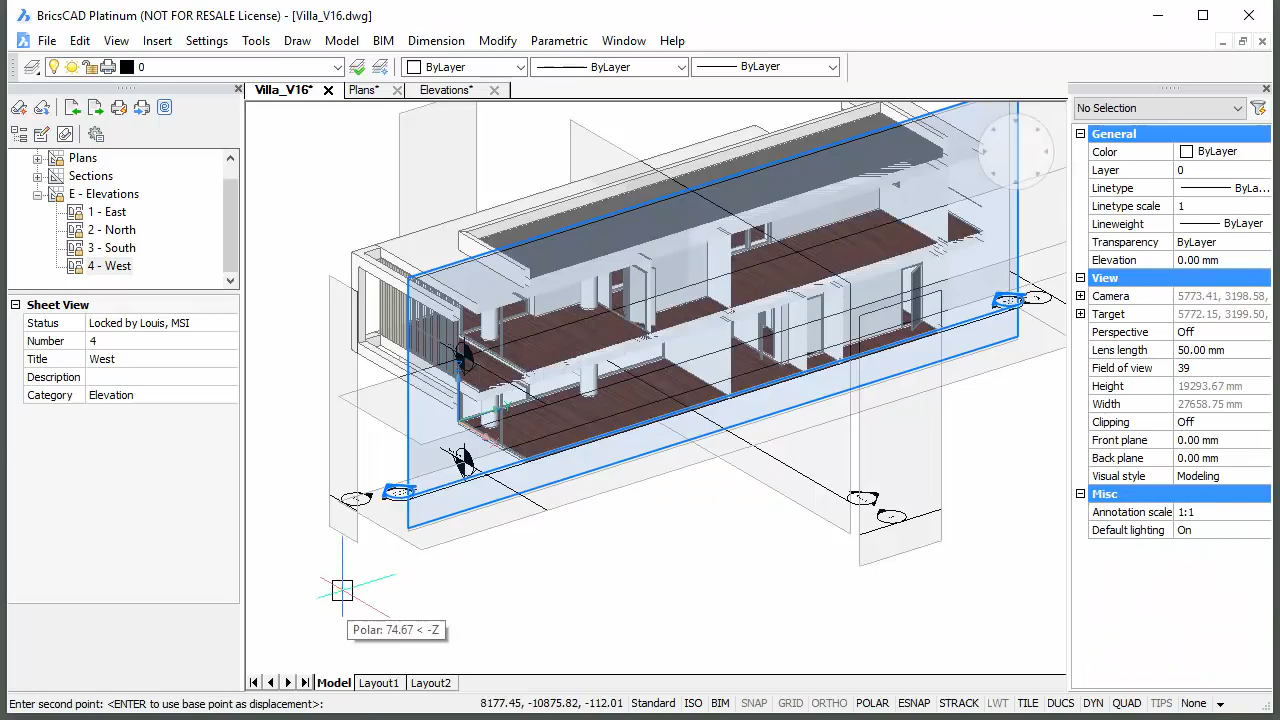 BricsCAD Platinum (NOT FOR RESALE License) - [Villa_V16.dwg]
File Edit View Insert Settings Tools Draw Model BIM Dimension Modify Parametric Window Help
0 ByLayer ByLayer ByLayer
Villa_V16* Plans* Elevations*
Plans
Sections
E - Elevations
1 - East
2 - North
3 - South
4 - West
Sheet View
Status Locked by Louis, MSI
Number 4
Title West
Description
Category Elevation
Polar: 74.67 < -Z
No Selection
General
Color ByLayer
Layer 0
Linetype ByLa...
Linetype scale 1
Lineweight ByLayer
Transparency ByLayer
Elevation 0.00 mm
View
Camera 5773.41, 3198.58,
Target 5772.15, 3199.50,
Perspective Off
Lens length 50.00 mm
Field of view 39
Height 19293.67 mm
Width 27658.75 mm
Clipping Off
Front plane 0.00 mm
Back plane 0.00 mm
Visual style Modeling
Misc
Annotation scale 1:1
Default lighting On
Model Layout1 Layout2
Enter second point: <ENTER to use base point as displacement>: 8177.45, -10875.82, -112.01 Standard ISO BIM SNAP GRID ORTHO POLAR ESNAP STRACK LWT TILE DUCS DYN QUAD TIPS None